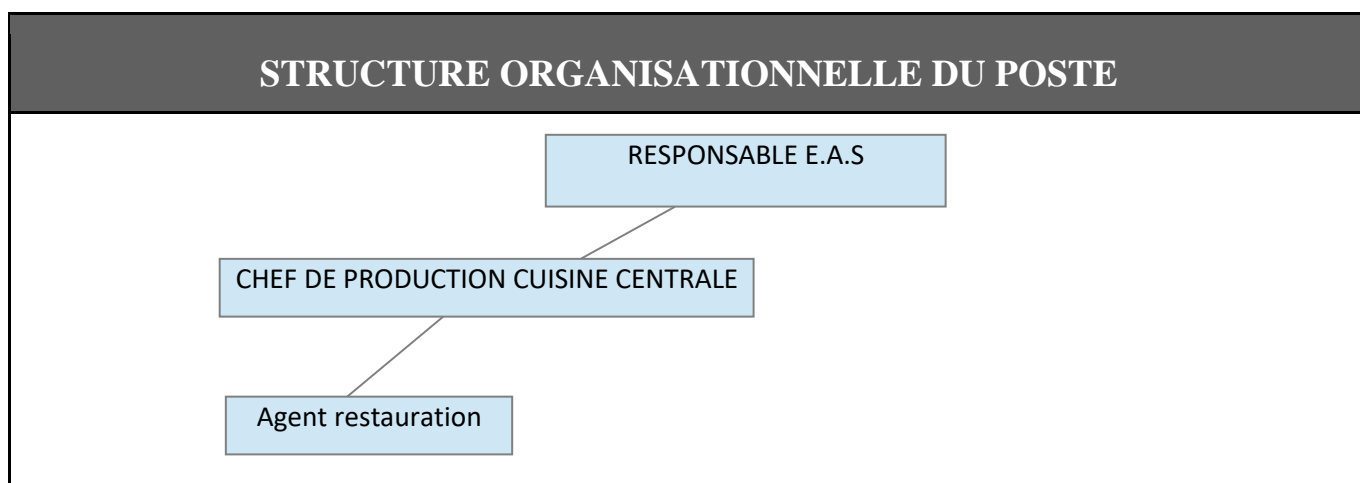 STRUCTURE ORGANISATIONNELLE DU POSTE
RESPONSABLE E.A.S
CHEF DE PRODUCTION CUISINE CENTRALE
Agent restauration